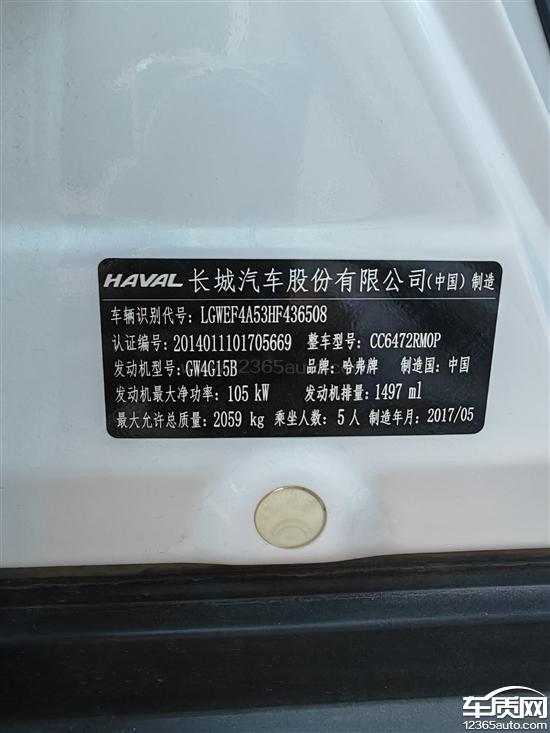 HAVAL 长城汽车股份有限公司(中国) 制造
车辆识别代号: LGWEF4A53HF436508
认证编号: 2014011101705669 整车型号: CC6472RM0P
发动机型号: GW4G15B 品牌: 哈弗牌 制造国: 中国
发动机最大净功率: 105 kW 发动机排量: 1497 ml
最大允许总质量: 2059 kg 乘坐人数: 5人 制造年月: 2017/05
12365auto.com
车质网
12365auto.com